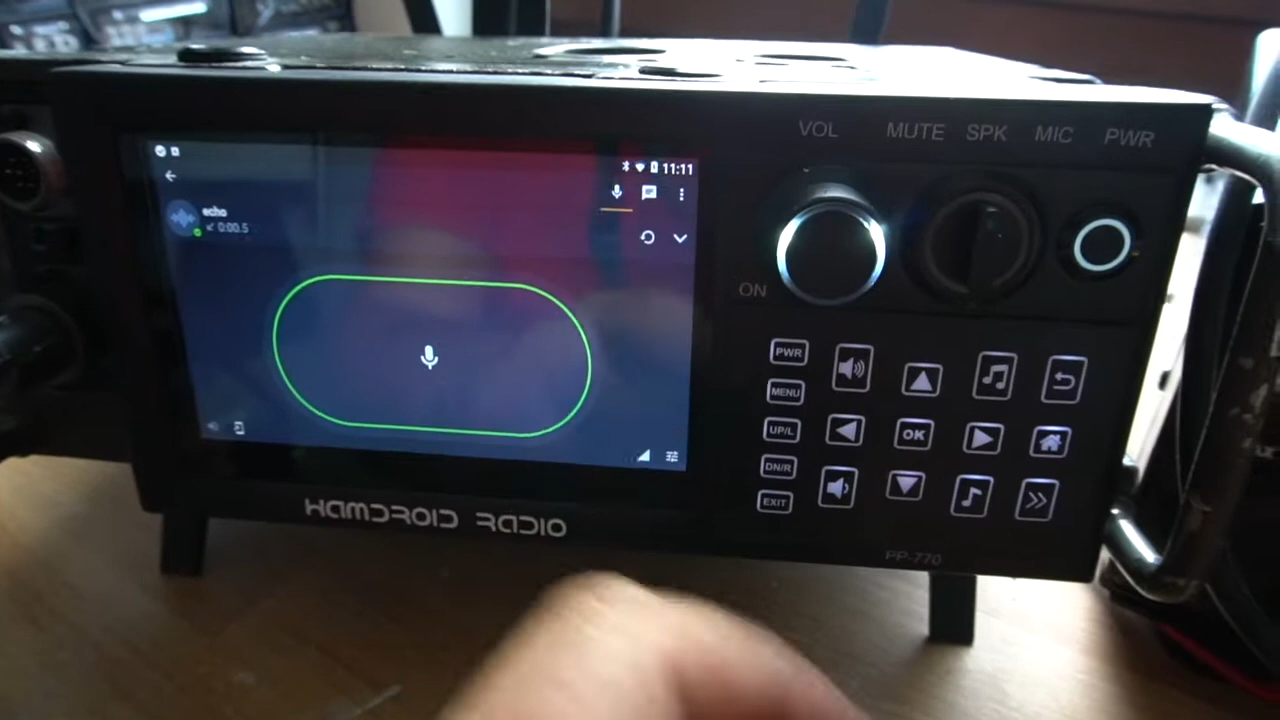 VOL MUTE SPK MIC PWR
11:11
echo
0:00.5
ON
PWR
MENU
UP/L
OK
DN/R
EXIT
HAMDROID RADIO
PP-770